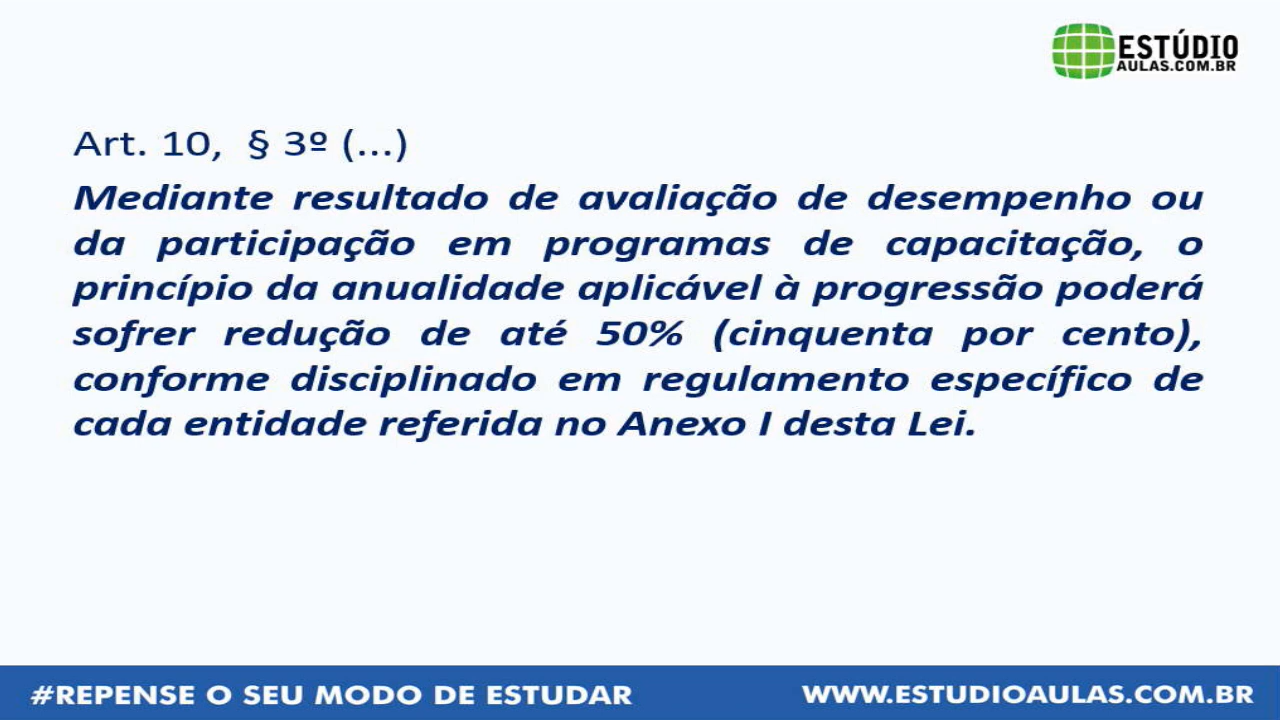 ESTÚDIO
AULAS.COM.BR
Art. 10, § 3º (...)
Mediante resultado de avaliação de desempenho ou
da participação em programas de capacitação, o
princípio da anualidade aplicável à progressão poderá
sofrer redução de até 50% (cinquenta por cento),
conforme disciplinado em regulamento específico de
cada entidade referida no Anexo I desta Lei.
#REPENSE O SEU MODO DE ESTUDAR
WWW.ESTUDIOAULAS.COM.BR